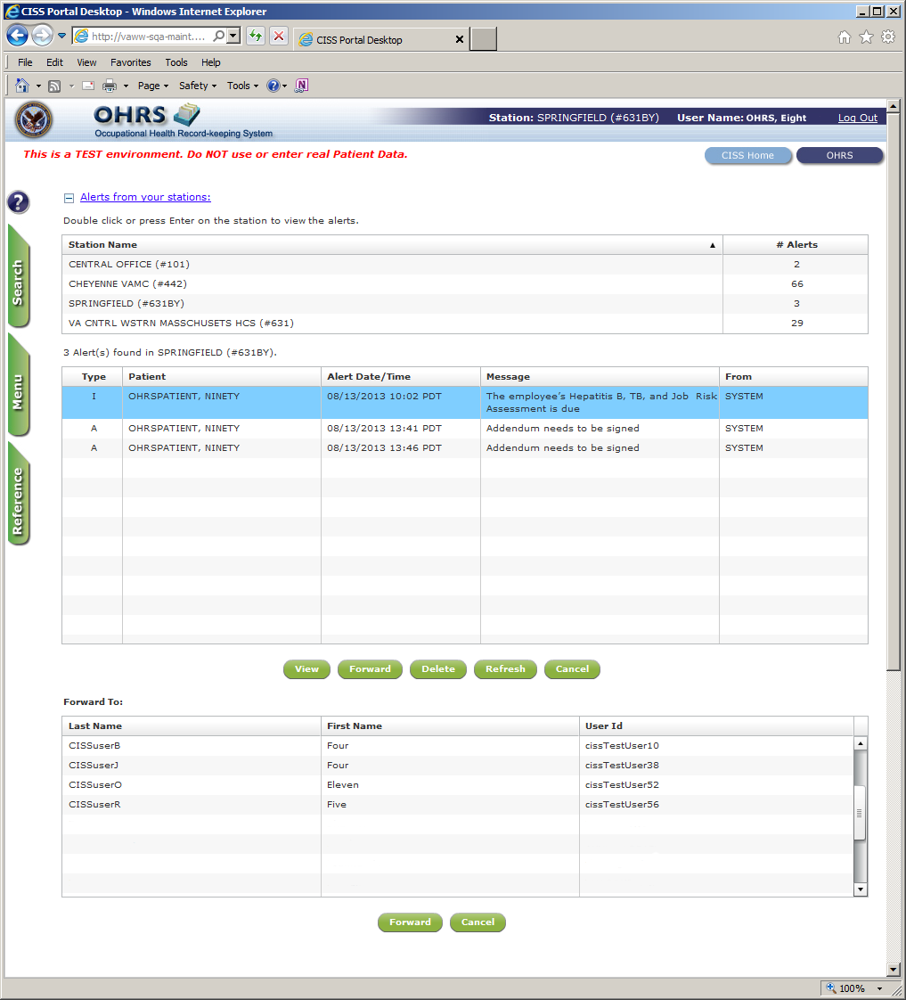 CISS Portal Desktop - Windows Internet Explorer
http://vaww-sqa-maint....
CISS Portal Desktop
File Edit View Favorites Tools Help
Page Safety Tools
OHRS
Occupational Health Record-keeping System
Station: SPRINGFIELD (#631BY) User Name: OHRS, Eight Log Out
This is a TEST environment. Do NOT use or enter real Patient Data.
CISS Home OHRS
Search
Menu
Reference
Alerts from your stations:
Double click or press Enter on the station to view the alerts.
Station Name # Alerts
CENTRAL OFFICE (#101) 2
CHEYENNE VAMC (#442) 66
SPRINGFIELD (#631BY) 3
VA CNTRL WSTRN MASSCHUSETS HCS (#631) 29
3 Alert(s) found in SPRINGFIELD (#631BY).
Type Patient Alert Date/Time Message From
I OHRSPATIENT, NINETY 08/13/2013 10:02 PDT The employee's Hepatitis B, TB, and Job Risk SYSTEM
Assessment is due
A OHRSPATIENT, NINETY 08/13/2013 13:41 PDT Addendum needs to be signed SYSTEM
A OHRSPATIENT, NINETY 08/13/2013 13:46 PDT Addendum needs to be signed SYSTEM
View Forward Delete Refresh Cancel
Forward To:
Last Name First Name User Id
CISSuserB Four cissTestUser10
CISSuserJ Four cissTestUser38
CISSuserO Eleven cissTestUser52
CISSuserR Five cissTestUser56
Forward Cancel
100%